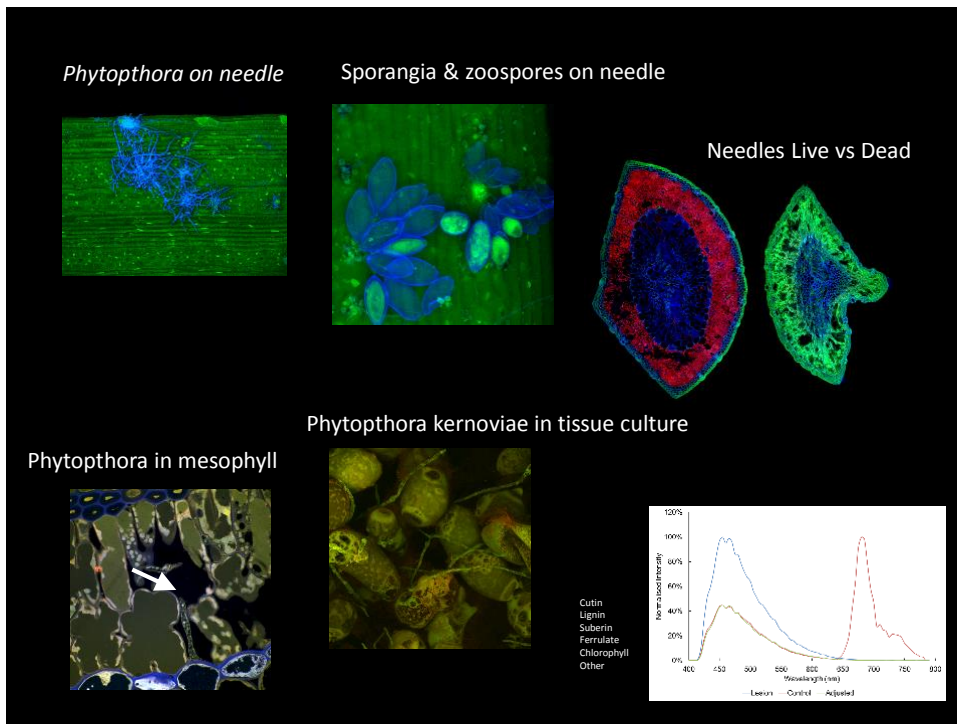 Phytopthora on needle
Sporangia & zoospores on needle
Needles Live vs Dead
Phytopthora kernoviae in tissue culture
Phytopthora in mesophyll
Cutin
Lignin
Suberin
Ferrulate
Chlorophyll
Other
Normalised intensity
120%
100%
80%
60%
40%
20%
0%
400 450 500 550 600 650 700 750 800
Wavelength (nm)
Lesion Control Adjusted